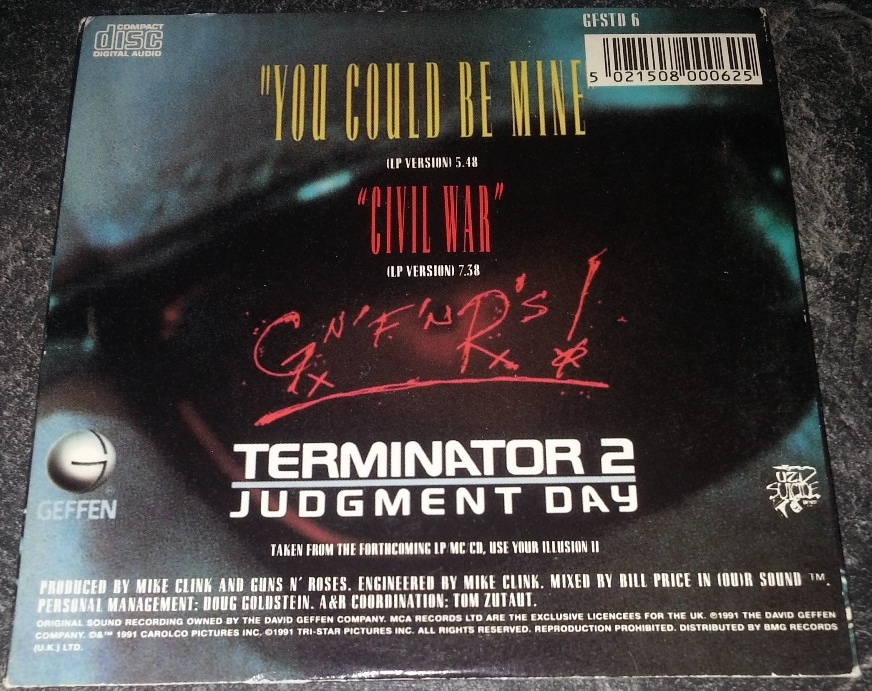 COMPACT
disc
DIGITAL AUDIO
GFSTD 6
5 021508 000625
"YOU COULD BE MINE
(LP VERSION) 5.48
"CIVIL WAR"
(LP VERSION) 7.38
G N' F' N R's!
TERMINATOR 2
JUDGMENT DAY
GEFFEN
UZI
SUICIDE
TAKEN FROM THE FORTHCOMING LP/MC CD, USE YOUR ILLUSION II
PRODUCED BY MIKE CLINK AND GUNS N' ROSES. ENGINEERED BY MIKE CLINK. MIXED BY BILL PRICE IN (OU)R SOUND ™.
PERSONAL MANAGEMENT: DOUG GOLDSTEIN. A&R COORDINATION: TOM ZUTAUT.
ORIGINAL SOUND RECORDING OWNED BY THE DAVID GEFFEN COMPANY. MCA RECORDS LTD ARE THE EXCLUSIVE LICENCEES FOR THE UK. ℗1991 THE DAVID GEFFEN
COMPANY. ©&™ 1991 CAROLCO PICTURES INC. ©1991 TRI-STAR PICTURES INC. ALL RIGHTS RESERVED. REPRODUCTION PROHIBITED. DISTRIBUTED BY BMG RECORDS
(U.K.) LTD.